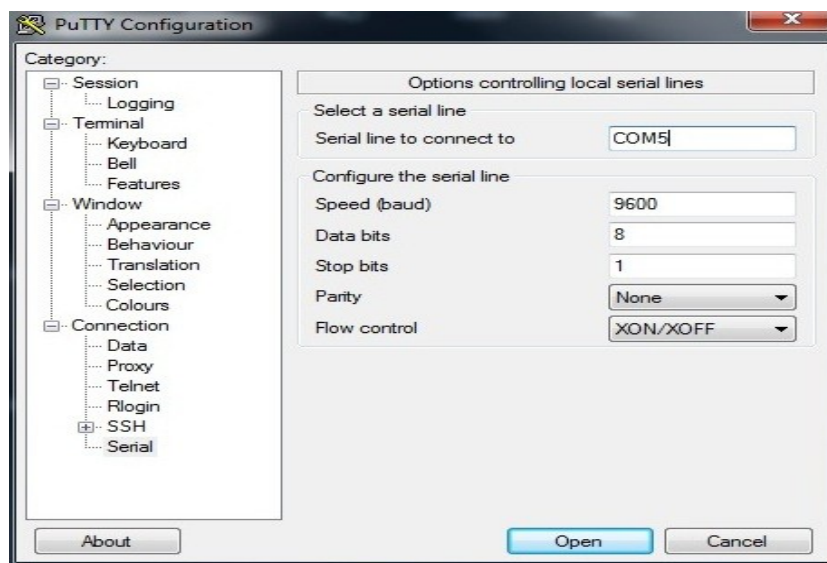 PuTTY Configuration
Category:
Session
Logging
Terminal
Keyboard
Bell
Features
Window
Appearance
Behaviour
Translation
Selection
Colours
Connection
Data
Proxy
Telnet
Rlogin
SSH
Serial
Options controlling local serial lines
Select a serial line
Serial line to connect to COM5
Configure the serial line
Speed (baud) 9600
Data bits 8
Stop bits 1
Parity None
Flow control XON/XOFF
About
Open
Cancel